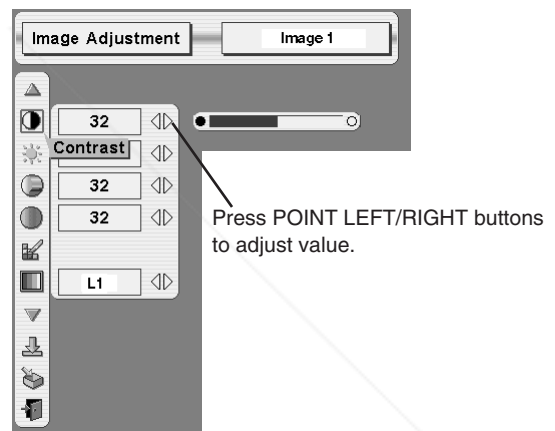 Image Adjustment
Image 1
32
Contrast
32
32
Press POINT LEFT/RIGHT buttons
to adjust value.
L1